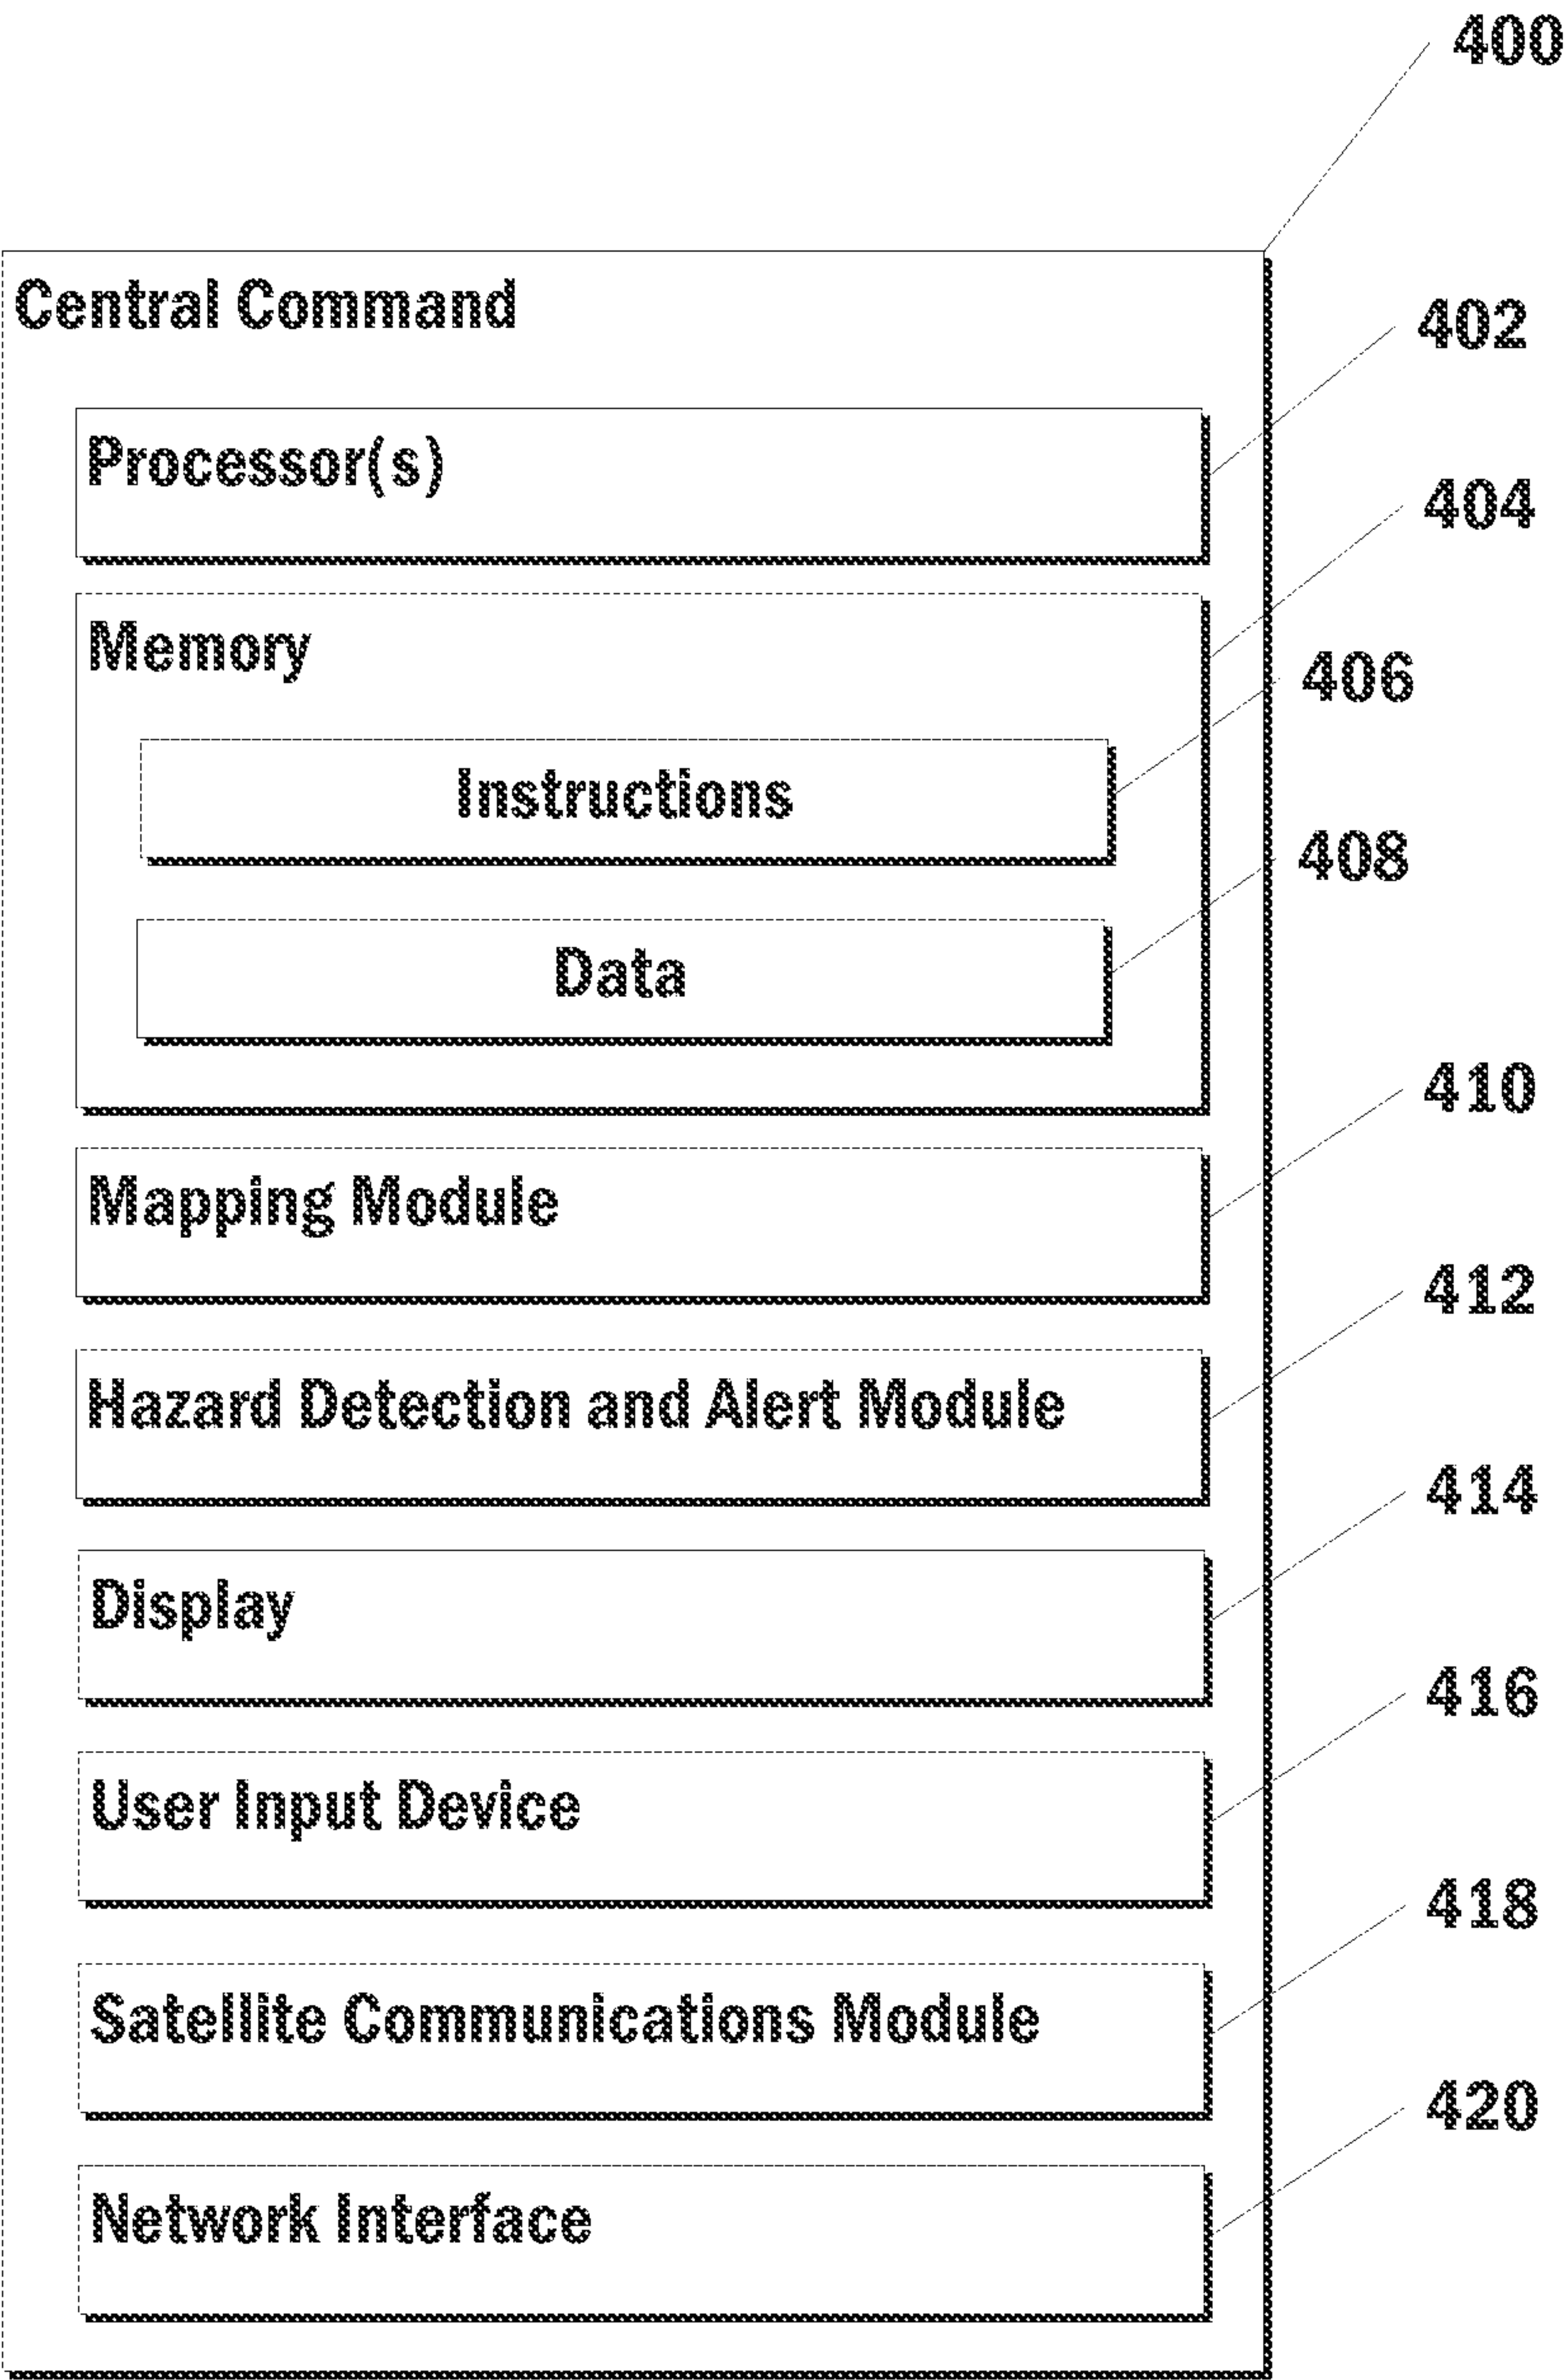 400
Central Command
402
Processor(s)
404
Memory
406
Instructions
408
Data
410
Mapping Module
412
Hazard Detection and Alert Module
414
Display
416
User Input Device
418
Satellite Communications Module
420
Network Interface